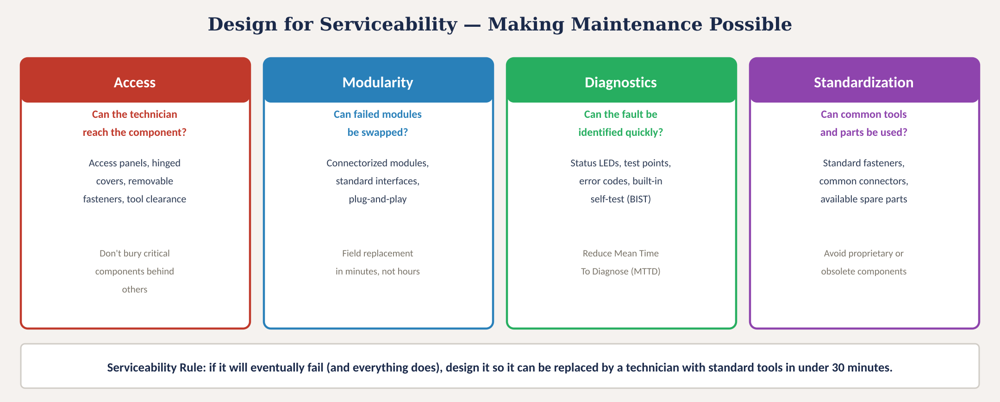 Design for Serviceability — Making Maintenance Possible
Access
Can the technician
reach the component?
Access panels, hinged
covers, removable
fasteners, tool clearance
Don't bury critical
components behind
others
Modularity
Can failed modules
be swapped?
Connectorized modules,
standard interfaces,
plug-and-play
Field replacement
in minutes, not hours
Diagnostics
Can the fault be
identified quickly?
Status LEDs, test points,
error codes, built-in
self-test (BIST)
Reduce Mean Time
To Diagnose (MTTD)
Standardization
Can common tools
and parts be used?
Standard fasteners,
common connectors,
available spare parts
Avoid proprietary or
obsolete components
Serviceability Rule: if it will eventually fail (and everything does), design it so it can be replaced by a technician with standard tools in under 30 minutes.